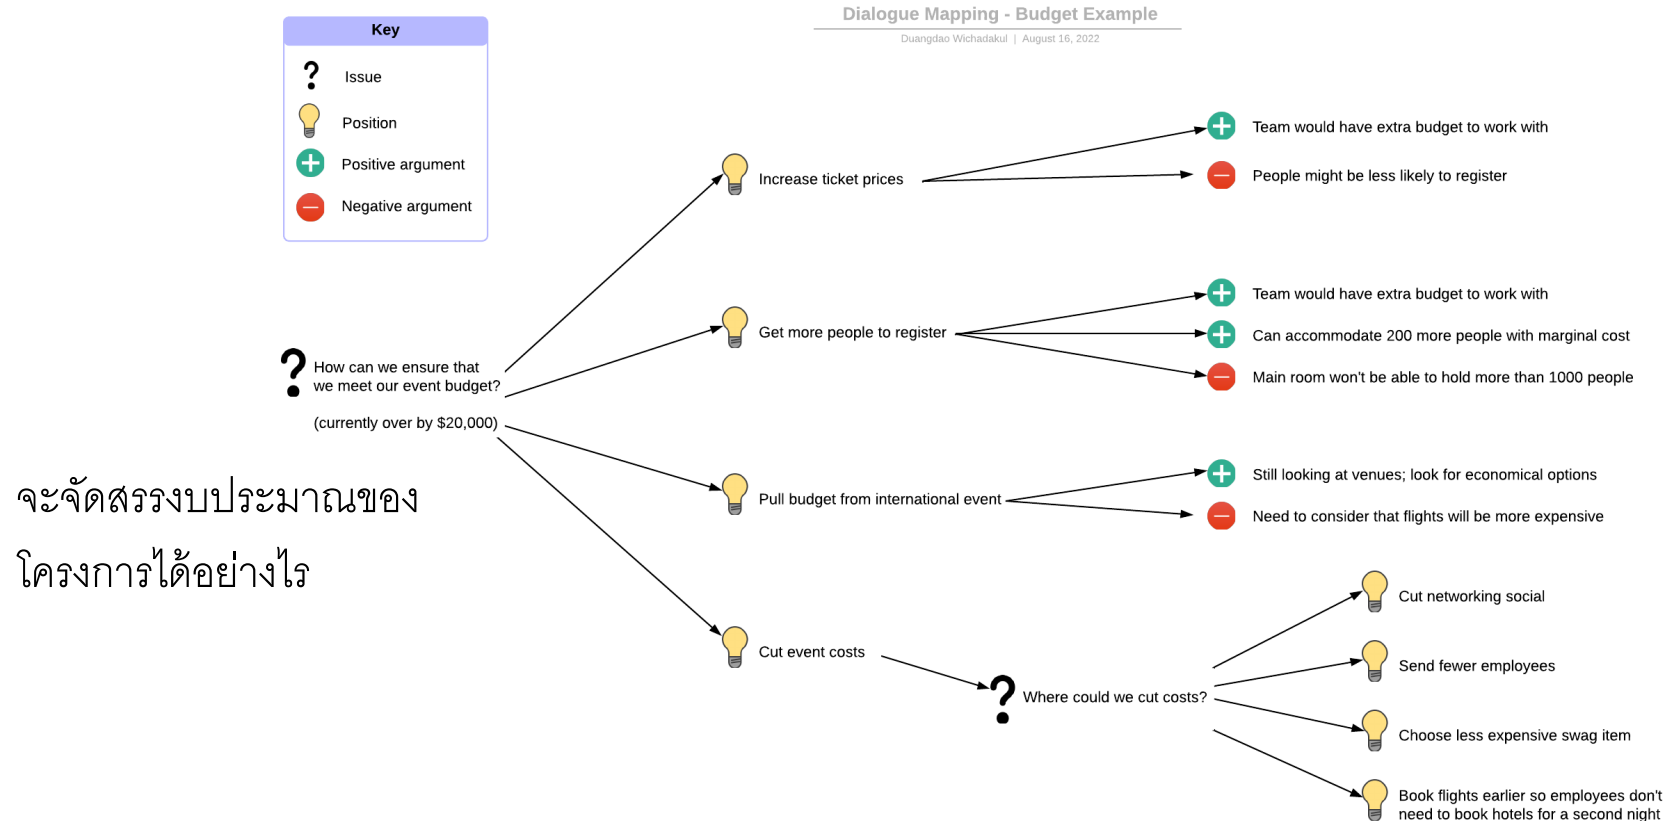 Dialogue Mapping - Budget Example
Duangdao Wichadakul | August 16, 2022
Key
Issue
Position
Positive argument
Negative argument
How can we ensure that
we meet our event budget?
(currently over by $20,000)
จะจัดสรรงบประมาณของ
โครงการได้อย่างไร
Increase ticket prices
Team would have extra budget to work with
People might be less likely to register
Get more people to register
Team would have extra budget to work with
Can accommodate 200 more people with marginal cost
Main room won't be able to hold more than 1000 people
Pull budget from international event
Still looking at venues; look for economical options
Need to consider that flights will be more expensive
Cut event costs
Where could we cut costs?
Cut networking social
Send fewer employees
Choose less expensive swag item
Book flights earlier so employees don't
need to book hotels for a second night